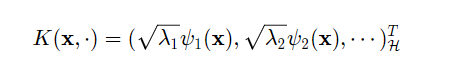 K(x, ·) = (√λ₁ψ₁(x), √λ₂ψ₂(x), ···)ᵀ_ℋ